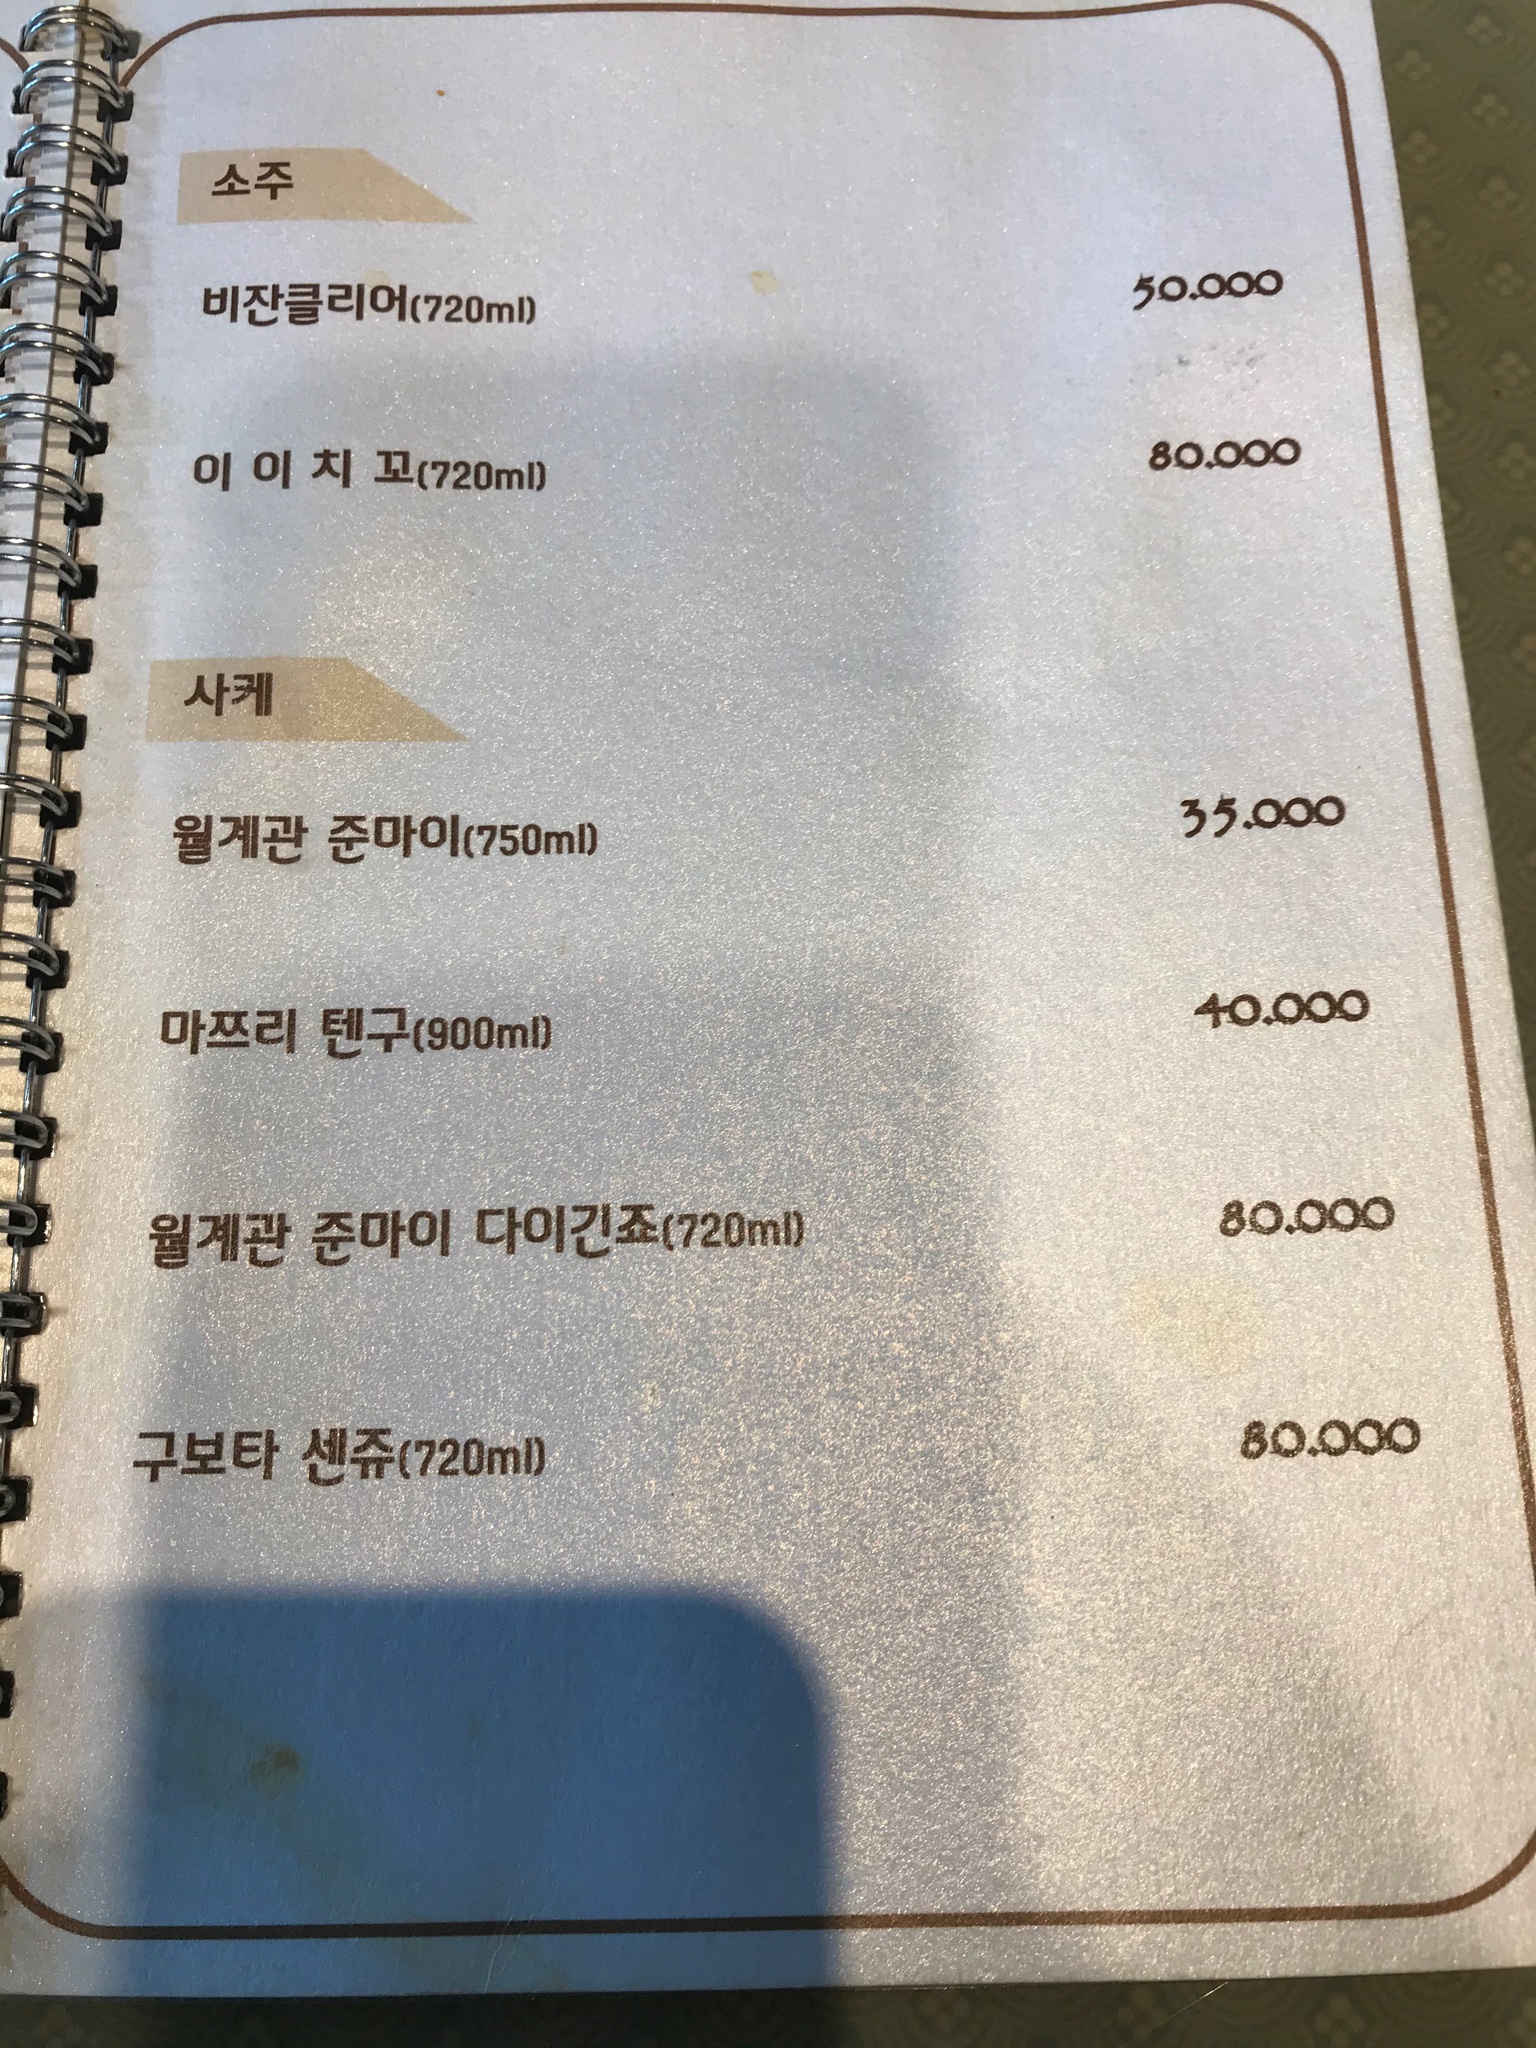 소주
비잔클리어(720ml) 50.000
이 이 치 꼬(720ml) 80.000
사케
월계관 준마이(750ml) 35.000
마쯔리 텐구(900ml) 40.000
월계관 준마이 다이긴죠(720ml) 80.000
구보타 센쥬(720ml) 80.000